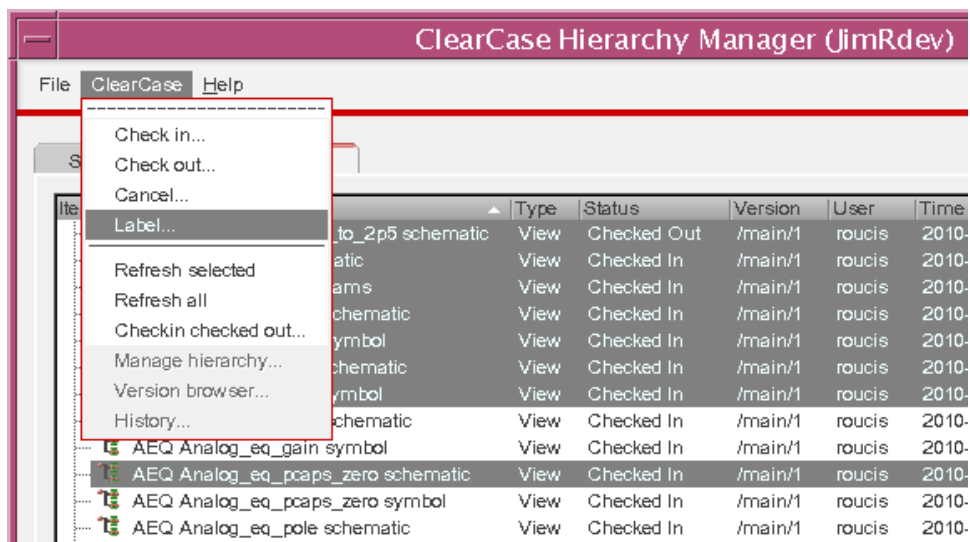 ClearCase Hierarchy Manager (JimRdev)
File ClearCase Help
Check in...
Check out...
Cancel...
Label...
Refresh selected
Refresh all
Checkin checked out...
Manage hierarchy...
Version browser...
History...
S
Ite Type Status Version User Time
_to_2p5 schematic View Checked Out /main/1 roucis 2010-
atic View Checked In /main/1 roucis 2010-
ams View Checked In /main/1 roucis 2010-
chematic View Checked In /main/1 roucis 2010-
ymbol View Checked In /main/1 roucis 2010-
chematic View Checked In /main/1 roucis 2010-
ymbol View Checked In /main/1 roucis 2010-
chematic View Checked In /main/1 roucis 2010-
AEQ Analog_eq_gain symbol View Checked In /main/1 roucis 2010-
AEQ Analog_eq_pcaps_zero schematic View Checked In /main/1 roucis 2010-
AEQ Analog_eq_pcaps_zero symbol View Checked In /main/1 roucis 2010-
AEQ Analog_eq_pole schematic View Checked In /main/1 roucis 2010-